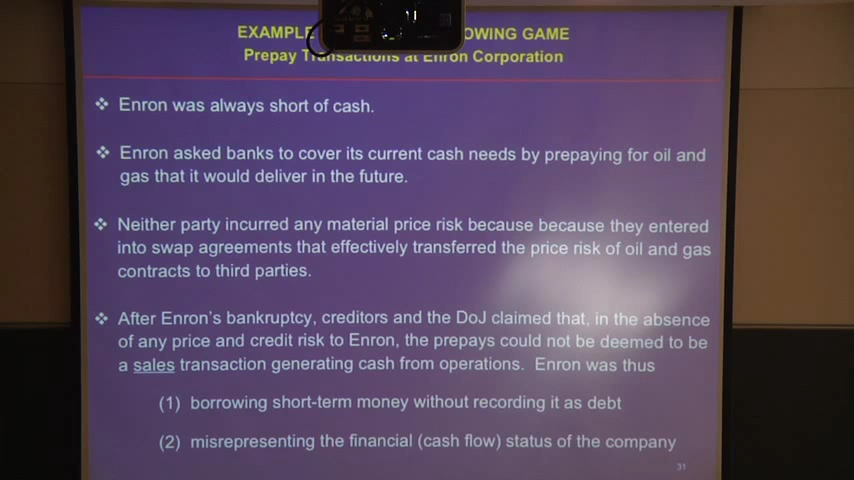 EXAMPLE OWING GAME
Prepay Transactions at Enron Corporation
❖ Enron was always short of cash.
❖ Enron asked banks to cover its current cash needs by prepaying for oil and
gas that it would deliver in the future.
❖ Neither party incurred any material price risk because because they entered
into swap agreements that effectively transferred the price risk of oil and gas
contracts to third parties.
❖ After Enron's bankruptcy, creditors and the DoJ claimed that, in the absence
of any price and credit risk to Enron, the prepays could not be deemed to be
a sales transaction generating cash from operations. Enron was thus
(1) borrowing short-term money without recording it as debt
(2) misrepresenting the financial (cash flow) status of the company
31